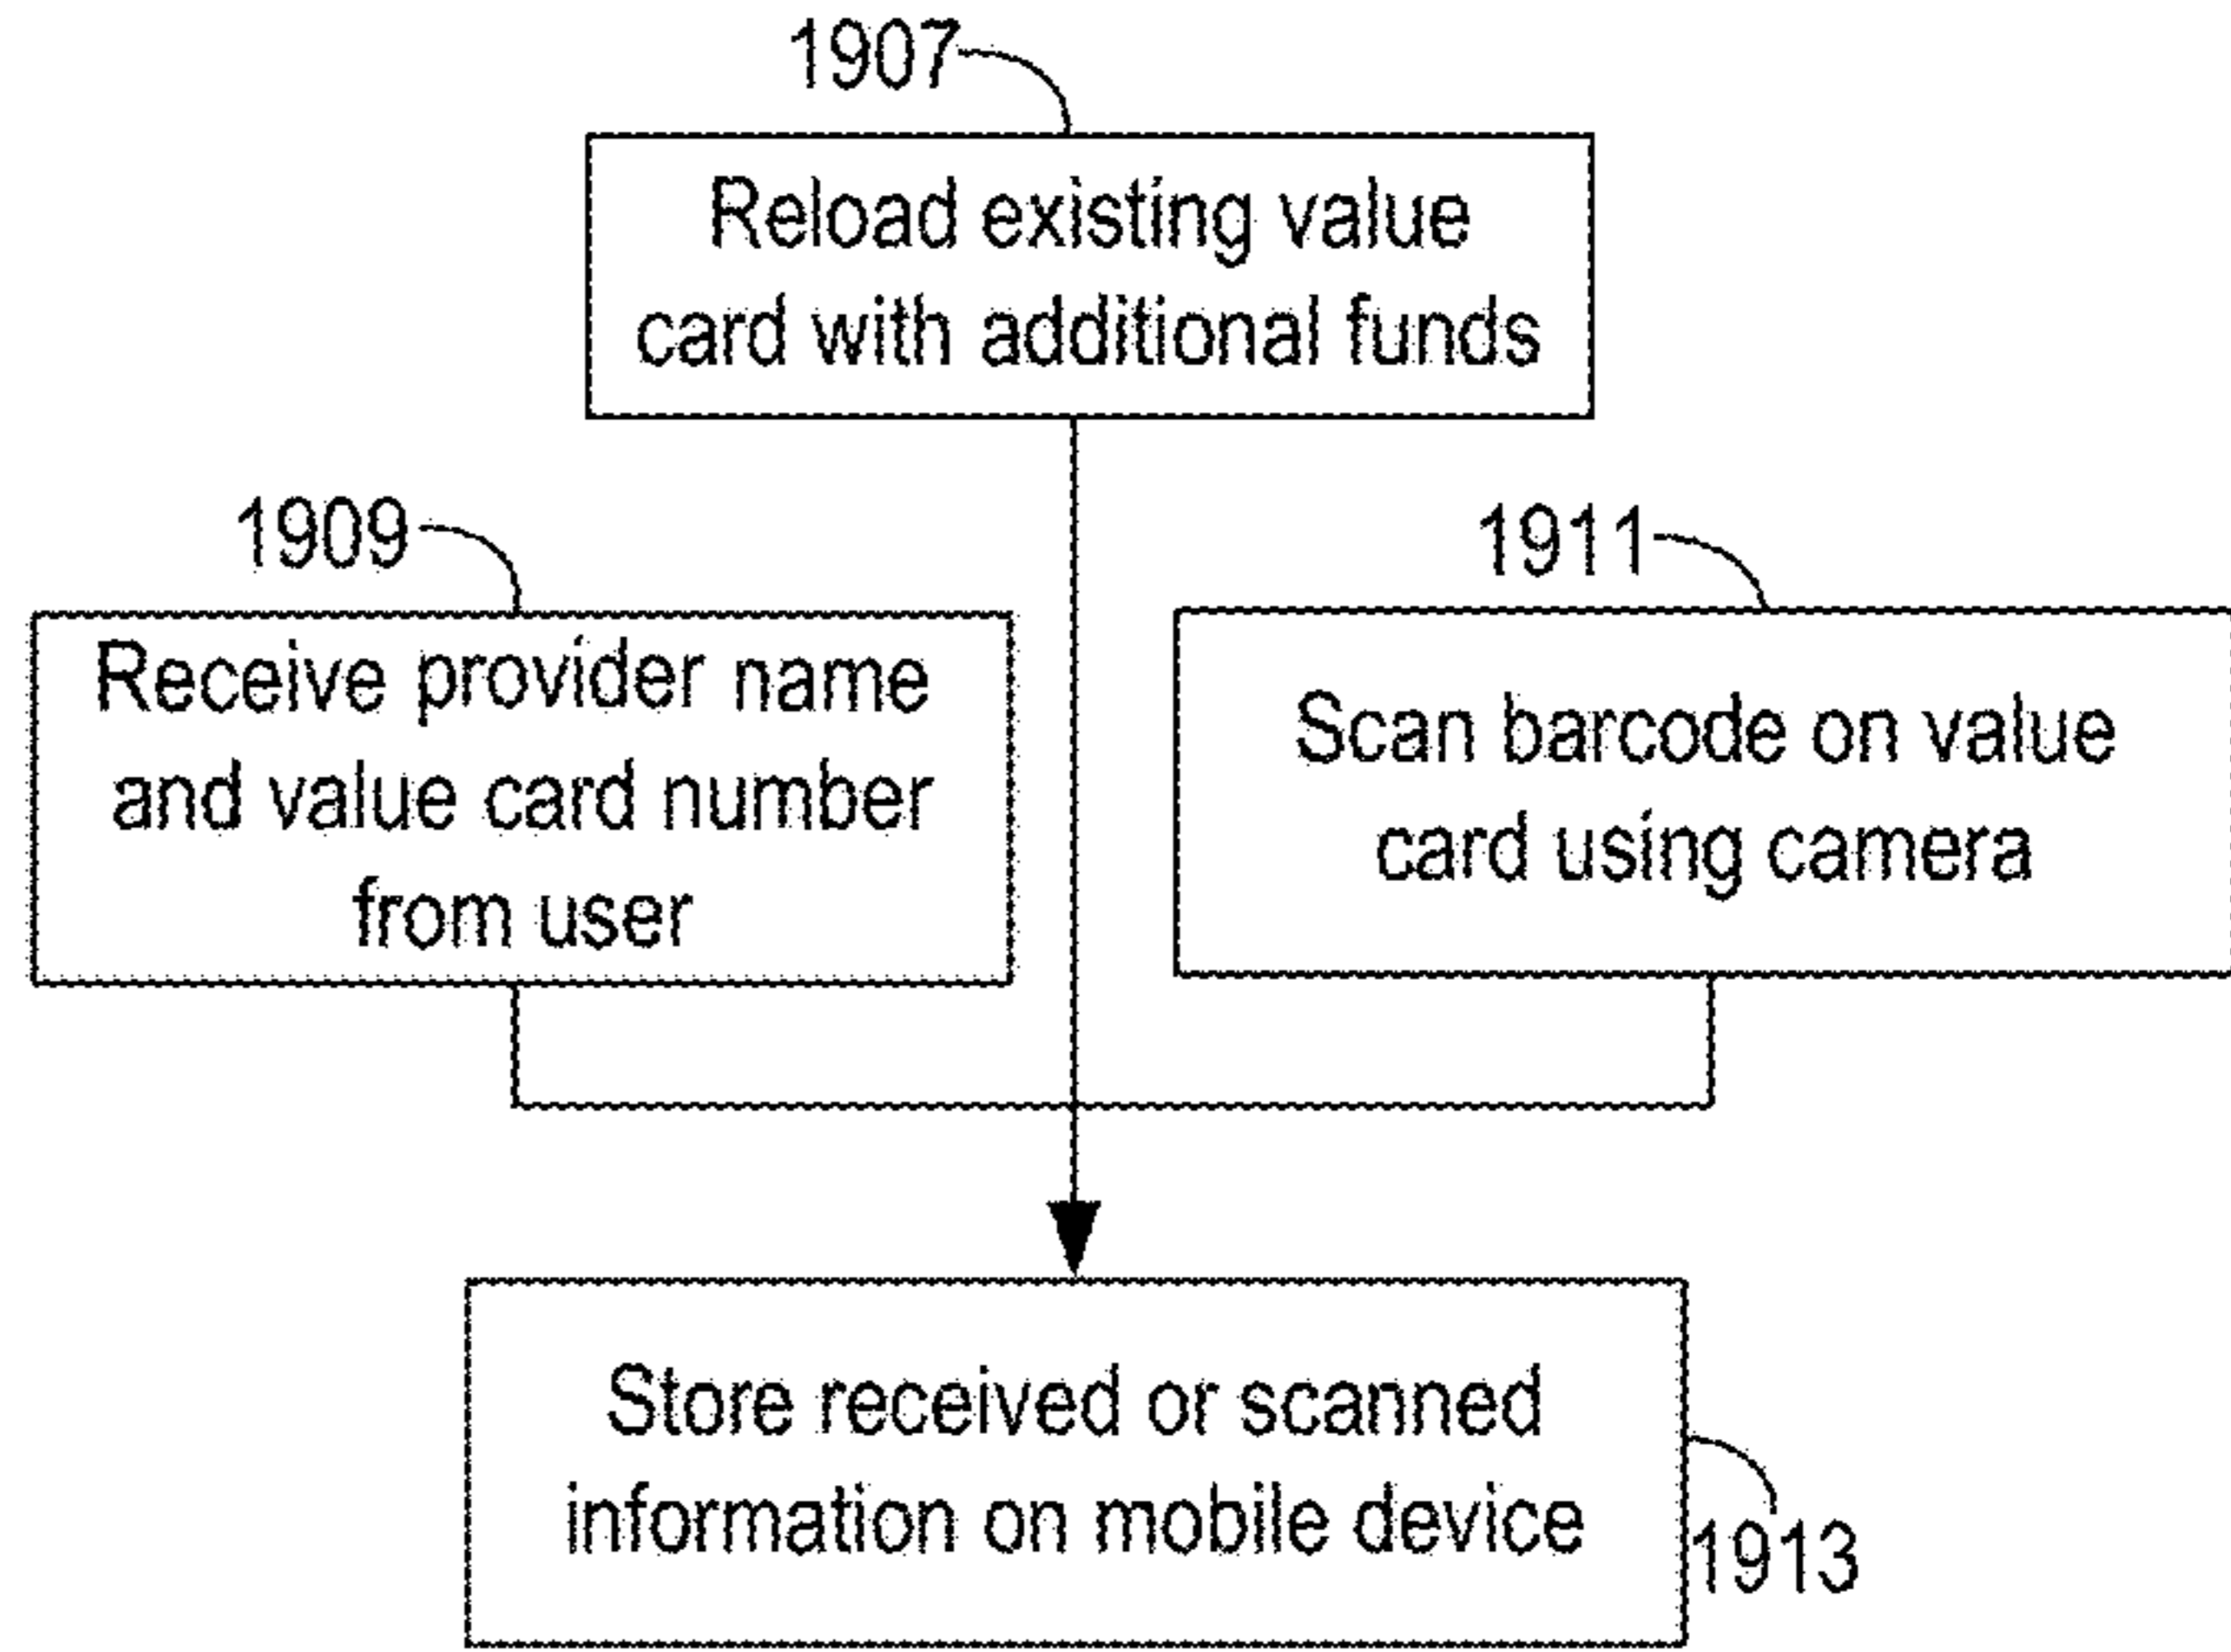 1907
Reload existing value
card with additional funds
1909
Receive provider name
and value card number
from user
1911
Scan barcode on value
card using camera
Store received or scanned
information on mobile device
1913